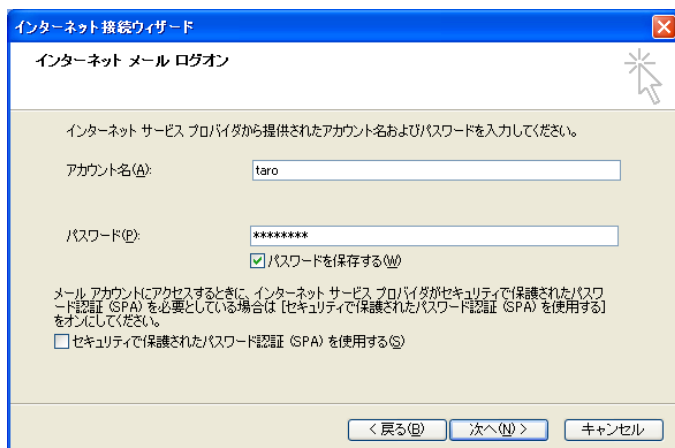 インターネット接続ウィザード
インターネット メール ログオン
インターネット サービス プロバイダから提供されたアカウント名およびパスワードを入力してください。
アカウント名(A):
taro
パスワード(P):
********
パスワードを保存する(W)
メール アカウントにアクセスするときに、インターネット サービス プロバイダがセキュリティで保護されたパスワ
ード認証 (SPA) を必要としている場合は [セキュリティで保護されたパスワード認証 (SPA) を使用する]
をオンにしてください。
セキュリティで保護されたパスワード認証 (SPA) を使用する(S)
< 戻る(B)
次へ(N) >
キャンセル